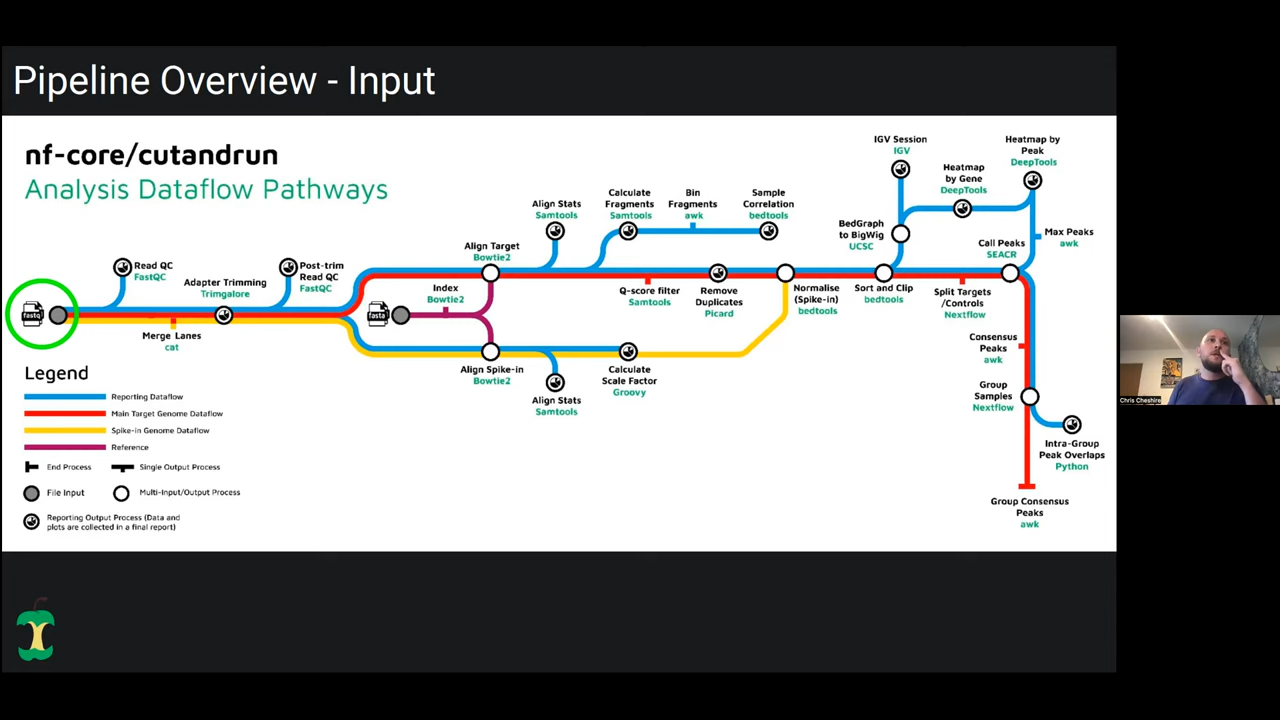 Pipeline Overview - Input
nf-core/cutandrun
Analysis Dataflow Pathways
fastq
Read QC
FastQC
Merge Lanes
cat
Adapter Trimming
Trimgalore
Post-trim
Read QC
FastQC
fasta
Index
Bowtie2
Align Target
Bowtie2
Align Spike-in
Bowtie2
Align Stats
Samtools
Align Stats
Samtools
Calculate
Fragments
Samtools
Bin
Fragments
awk
Sample
Correlation
bedtools
Calculate
Scale Factor
Groovy
Q-score filter
Samtools
Remove
Duplicates
Picard
Normalise
(Spike-in)
bedtools
Sort and Clip
bedtools
BedGraph
to BigWig
UCSC
IGV Session
IGV
Heatmap
by Gene
DeepTools
Heatmap by
Peak
DeepTools
Max Peaks
awk
Call Peaks
SEACR
Split Targets
/Controls
Nextflow
Consensus
Peaks
awk
Group
Samples
Nextflow
Intra-Group
Peak Overlaps
Python
Group Consensus
Peaks
awk
Legend
Reporting Dataflow
Main Target Genome Dataflow
Spike-in Genome Dataflow
Reference
End Process
Single Output Process
File Input
Multi-Input/Output Process
Reporting Output Process (Data and
plots are collected in a final report)
Chris Cheshire